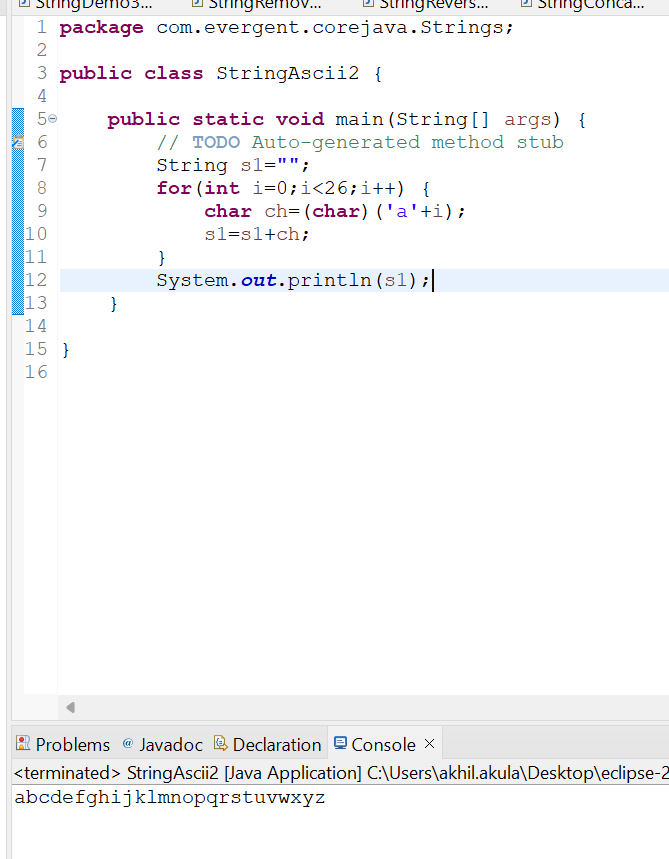 StringDemo3... StringRemov... StringRevers... StringConca...
1 package com.evergent.corejava.Strings;
2
3 public class StringAscii2 {
4
5 public static void main(String[] args) {
6 // TODO Auto-generated method stub
7 String s1="";
8 for(int i=0;i<26;i++) {
9 char ch=(char)('a'+i);
10 s1=s1+ch;
11 }
12 System.out.println(s1);
13 }
14
15 }
16
Problems @ Javadoc Declaration Console ×
<terminated> StringAscii2 [Java Application] C:\Users\akhil.akula\Desktop\eclipse-2
abcdefghijklmnopqrstuvwxyz